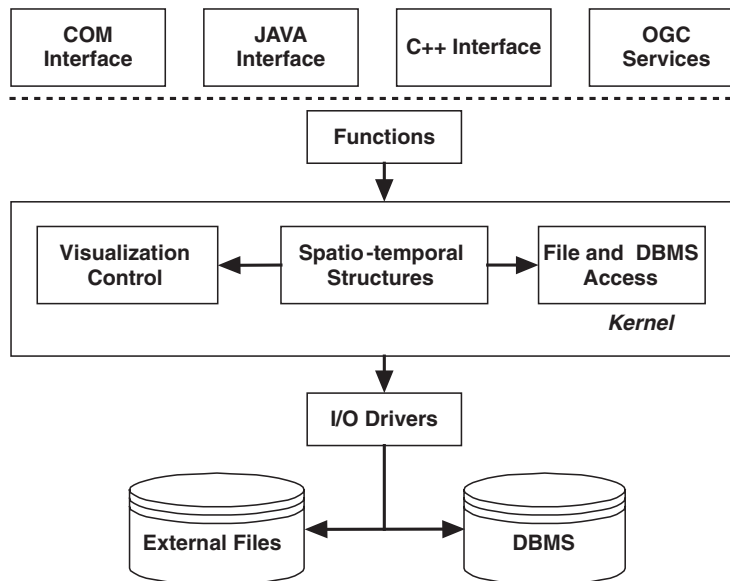 COM
Interface
JAVA
Interface
C++ Interface
OGC
Services
Functions
Visualization
Control
Spatio-temporal
Structures
File and DBMS
Access
Kernel
I/O Drivers
External Files
DBMS